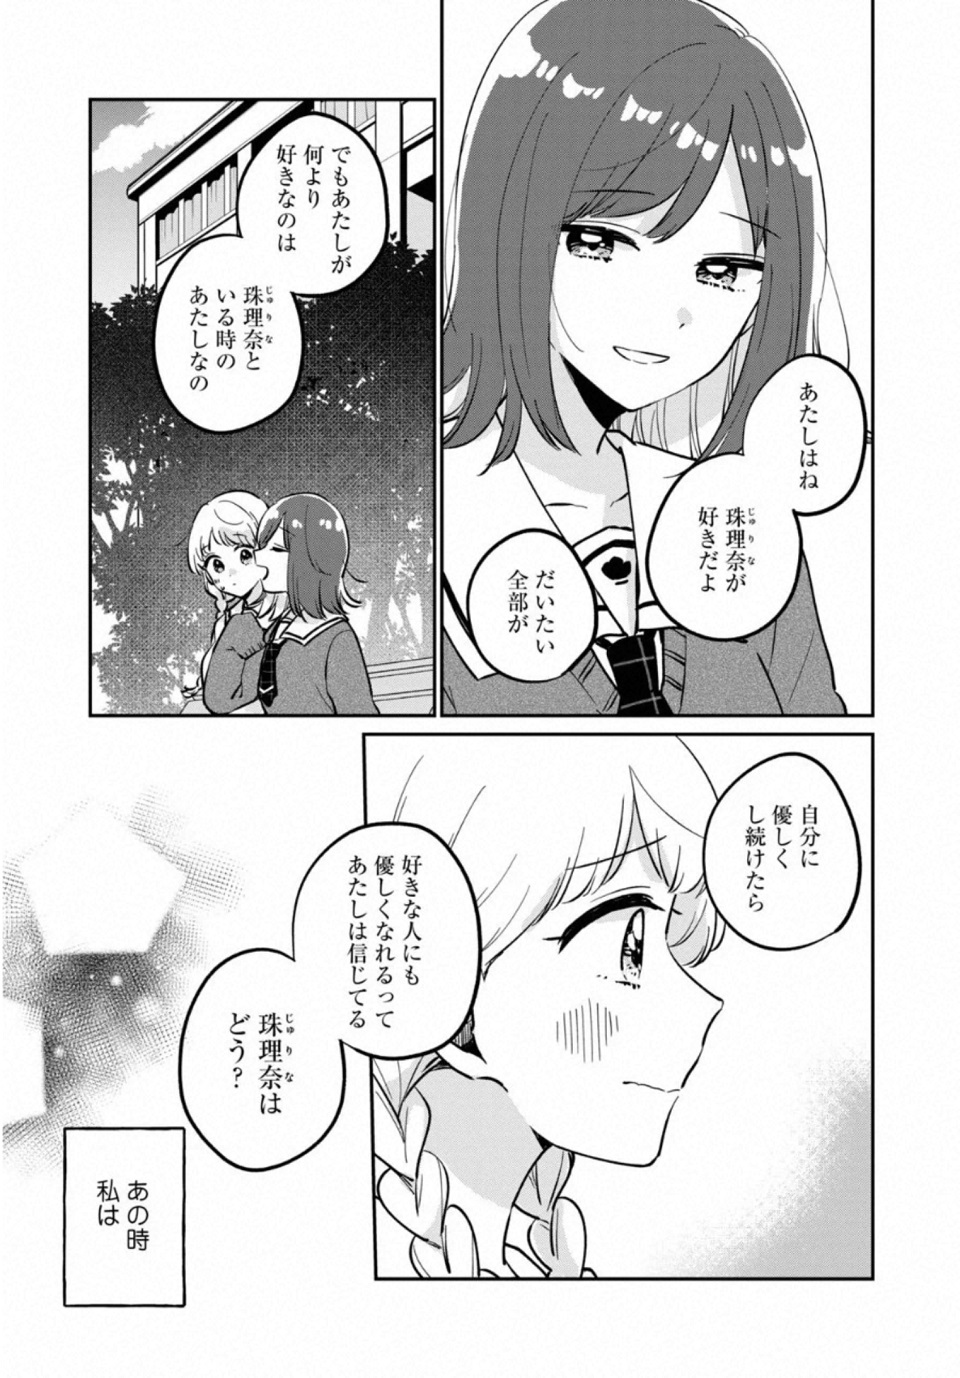 あたしはね
珠理奈が
好きだよ
だいたい
全部が
でもあたしが
何より
好きなのは
珠理奈と
いる時の
あたしなの
自分に
優しく
し続けたら
好きな人にも
優しくなれるって
あたしは信じてる
珠理奈は
どう？
あの時
私は